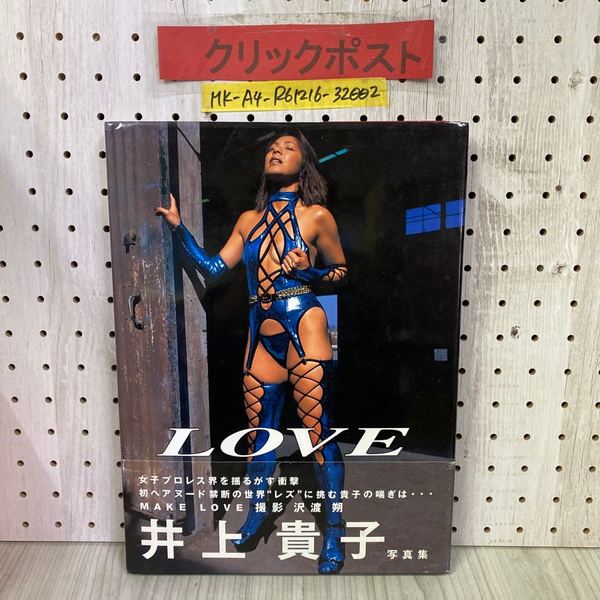 クリックポスト
MK-A4-R61216-32002
LOVE
女子プロレス界を揺るがす衝撃
初ヘアヌード禁断の世界“レズ”に挑む貴子の喘ぎは・・・
MAKE LOVE 撮影 沢渡 朔
井上貴子 写真集